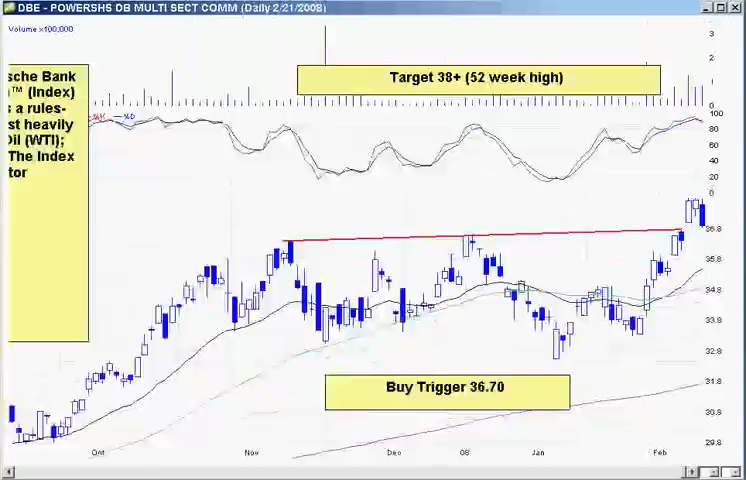 DBE - POWERSHS DB MULTI SECT COMM (Daily 2/21/2008)
Volume x100,000
3
2
1
0
sche Bank
™ (Index)
s a rules-
st heavily
Oil (WTI);
The Index
tor
Target 38+ (52 week high)
%K %D
100
80
60
40
20
0
36.8
35.8
34.8
33.8
32.8
31.8
30.8
29.8
Buy Trigger 36.70
Oct Nov Dec 08 Jan Feb